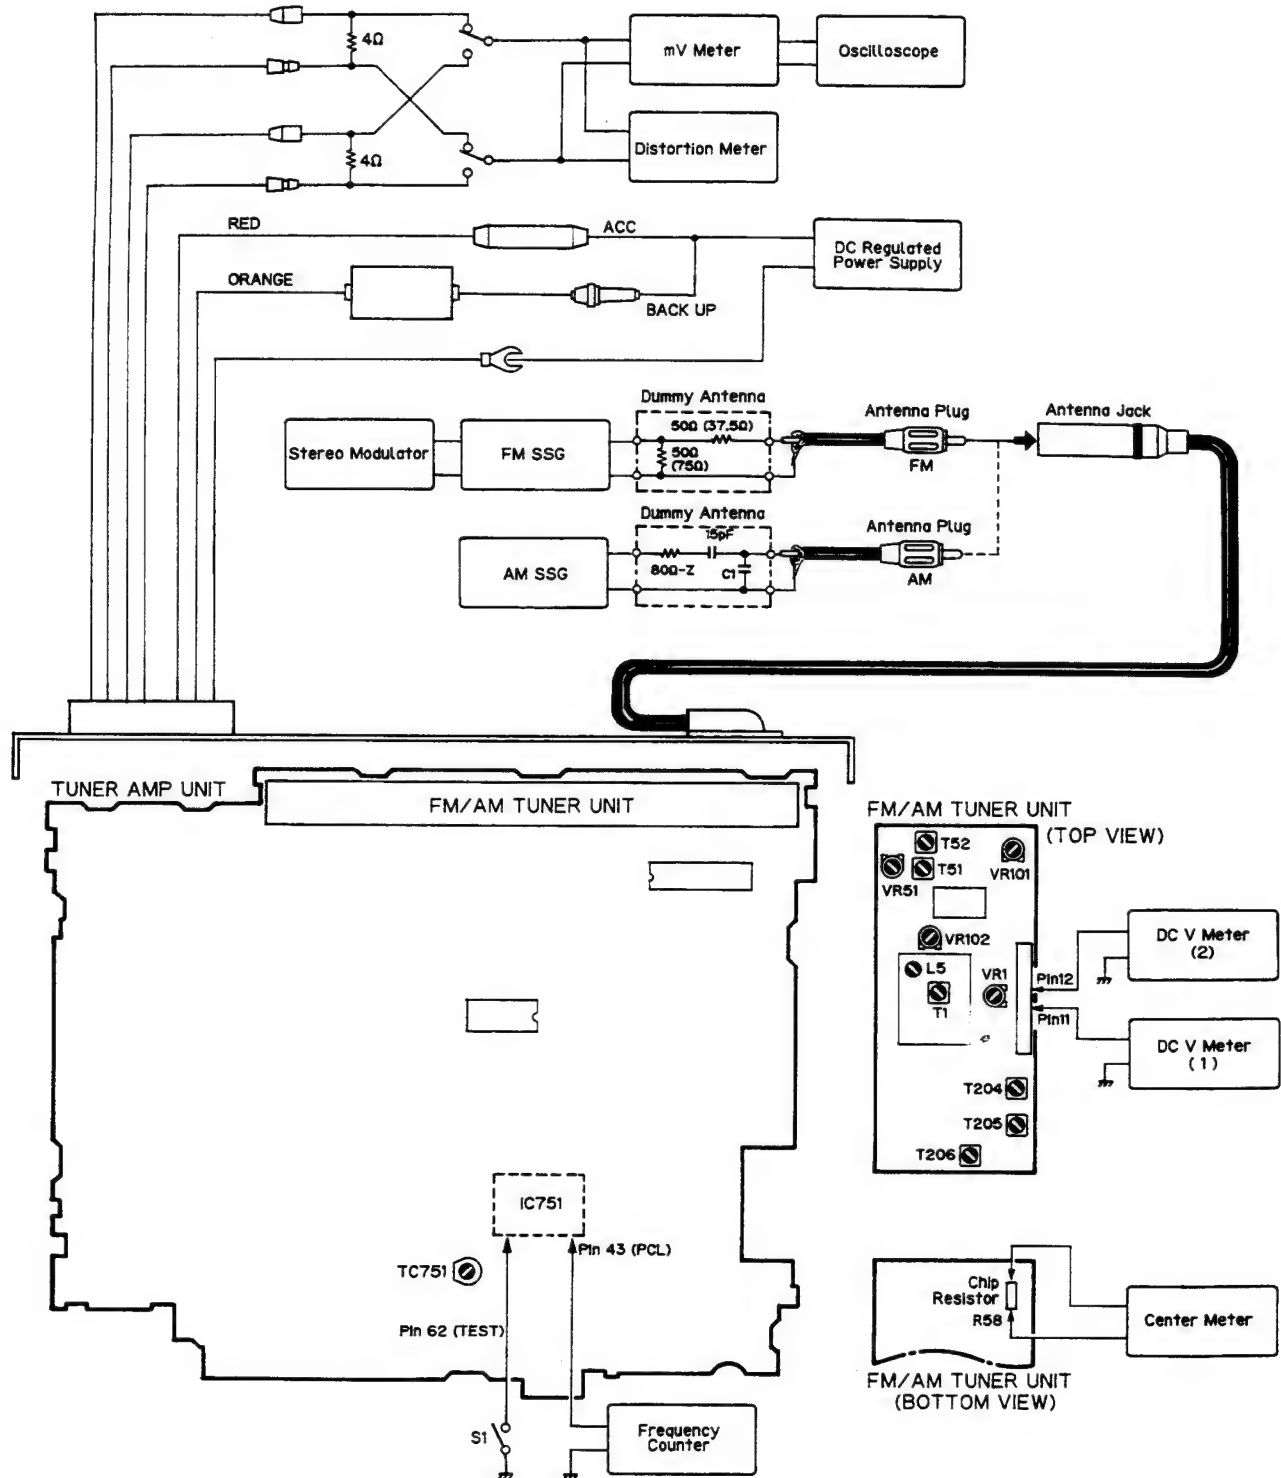 4Ω
mV Meter
Oscilloscope
4Ω
Distortion Meter
RED
ACC
DC Regulated
Power Supply
ORANGE
BACK UP
Dummy Antenna
Antenna Plug
Antenna Jack
50Ω (37.5Ω)
Stereo Modulator
FM SSG
50Ω
(75Ω)
FM
Dummy Antenna
Antenna Plug
15pF
AM SSG
80Ω-Z
C1
AM
TUNER AMP UNIT
FM/AM TUNER UNIT
FM/AM TUNER UNIT
(TOP VIEW)
T52
VR51
T51
VR101
VR102
DC V Meter
(2)
L5
VR1
Pin12
T1
Pin11
DC V Meter
(1)
T204
T205
T206
IC751
Pin 43 (PCL)
TC751
Chip
Resistor
R58
Center Meter
Pin 62 (TEST)
FM/AM TUNER UNIT
(BOTTOM VIEW)
S1
Frequency
Counter